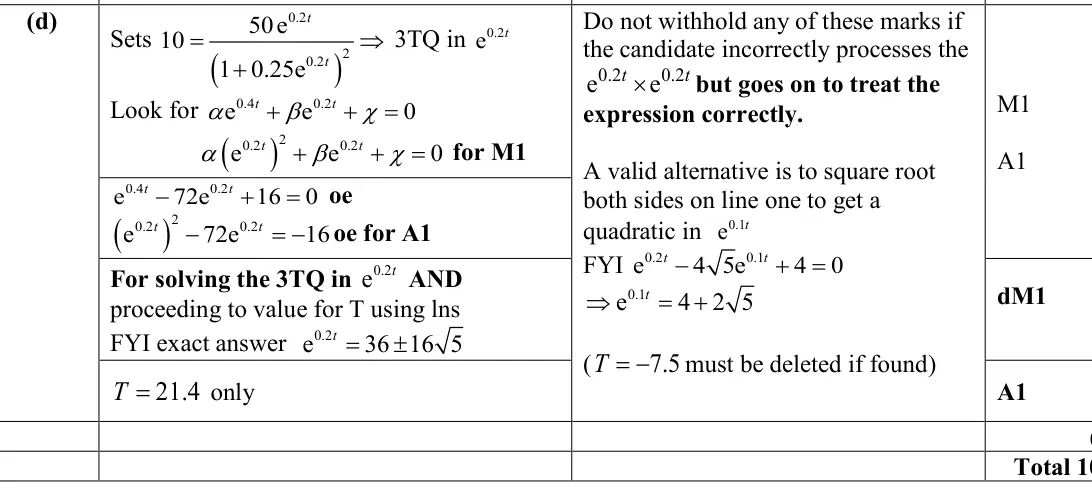 (d)
Sets 10 = 50e^{0.2t} / (1 + 0.25e^{0.2t})^2 ⇒ 3TQ in e^{0.2t}
Look for αe^{0.4t} + βe^{0.2t} + χ = 0
α(e^{0.2t})^2 + βe^{0.2t} + χ = 0 for M1
e^{0.4t} − 72e^{0.2t} + 16 = 0 oe
(e^{0.2t})^2 − 72e^{0.2t} = −16 oe for A1
For solving the 3TQ in e^{0.2t} AND
proceeding to value for T using lns
FYI exact answer e^{0.2t} = 36 ± 16√5
T = 21.4 only
Do not withhold any of these marks if
the candidate incorrectly processes the
e^{0.2t} × e^{0.2t} but goes on to treat the
expression correctly.
A valid alternative is to square root
both sides on line one to get a
quadratic in e^{0.1t}
FYI e^{0.2t} − 4√5e^{0.1t} + 4 = 0
⇒ e^{0.1t} = 4 + 2√5
(T = −7.5 must be deleted if found)
M1
A1
dM1
A1
Total